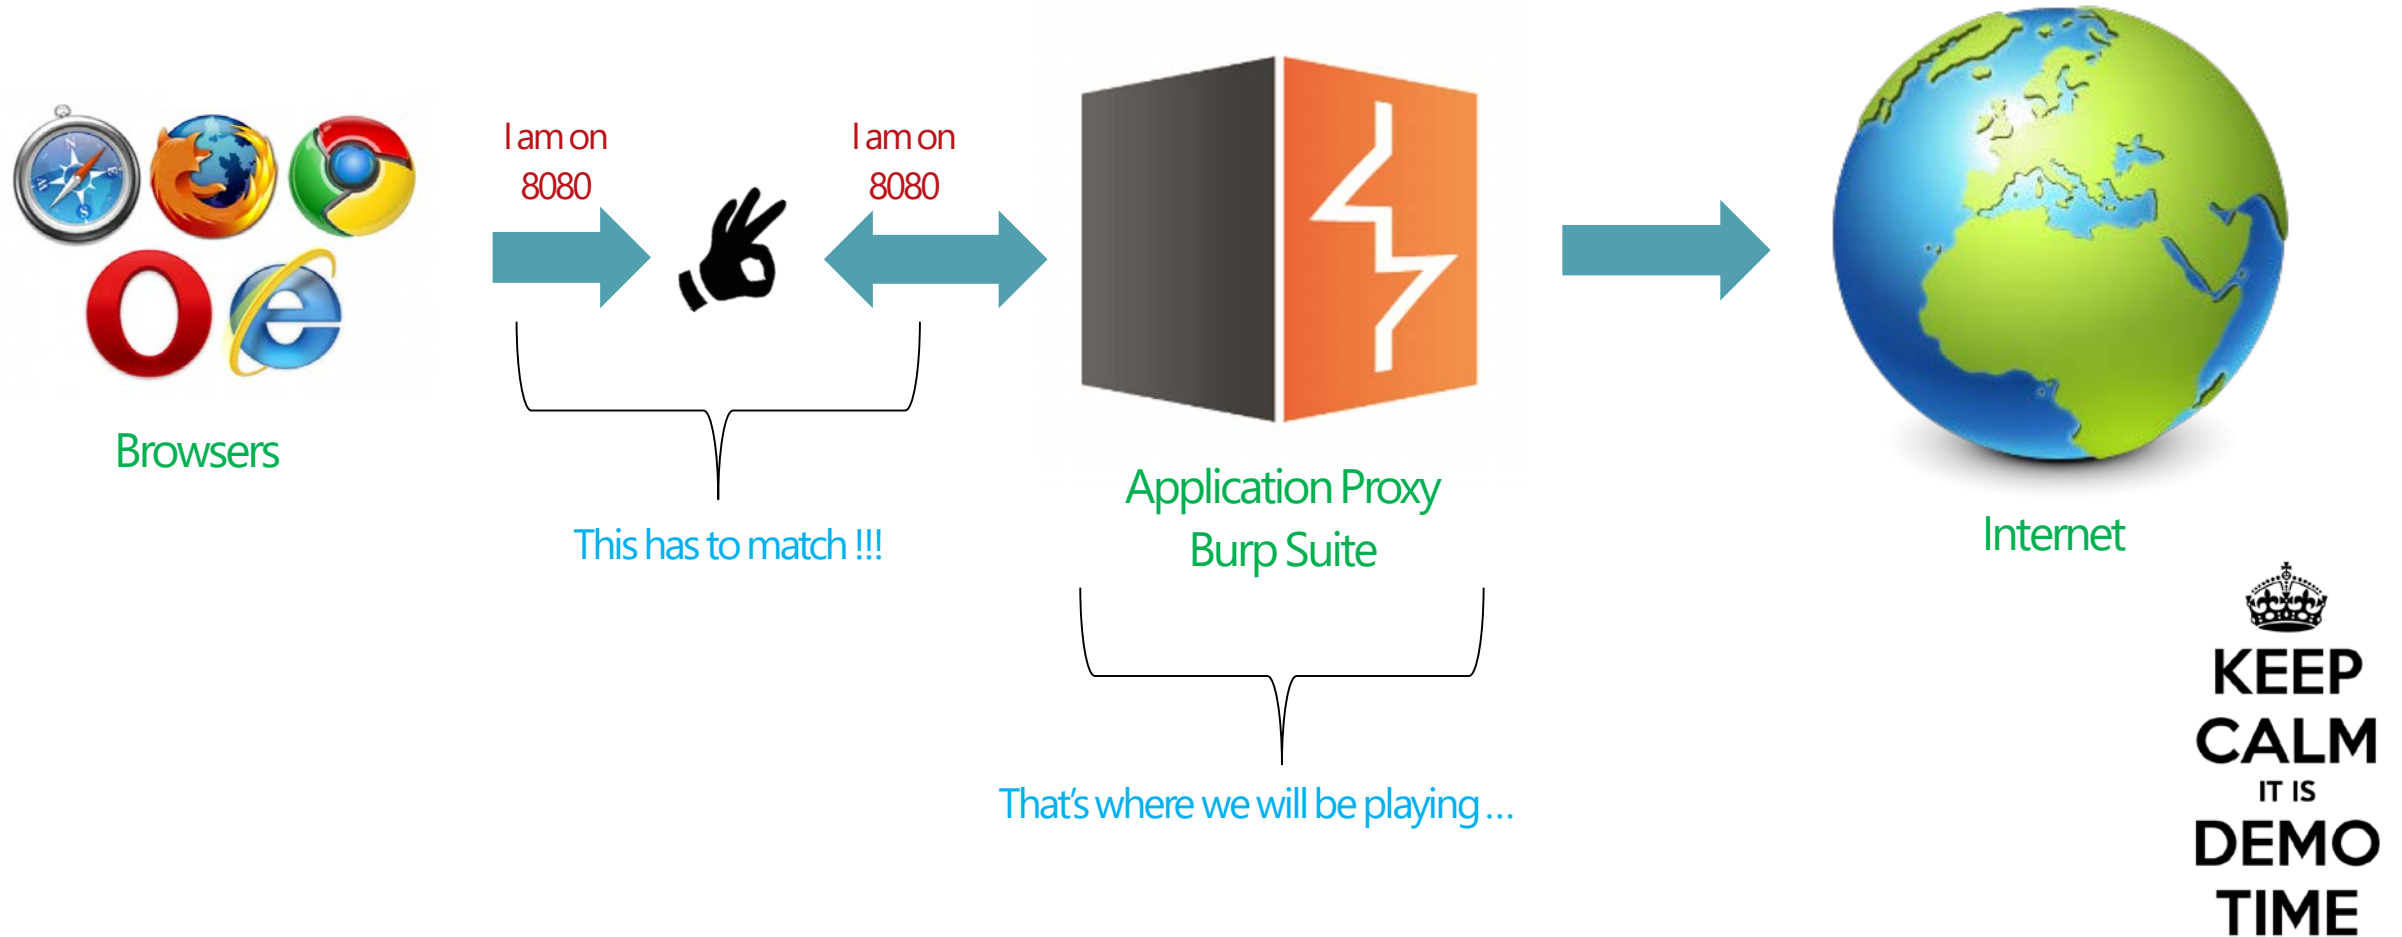 I am on
8080
I am on
8080
Browsers
This has to match !!!
Application Proxy
Burp Suite
Internet
That's where we will be playing ...
KEEP
CALM
IT IS
DEMO
TIME